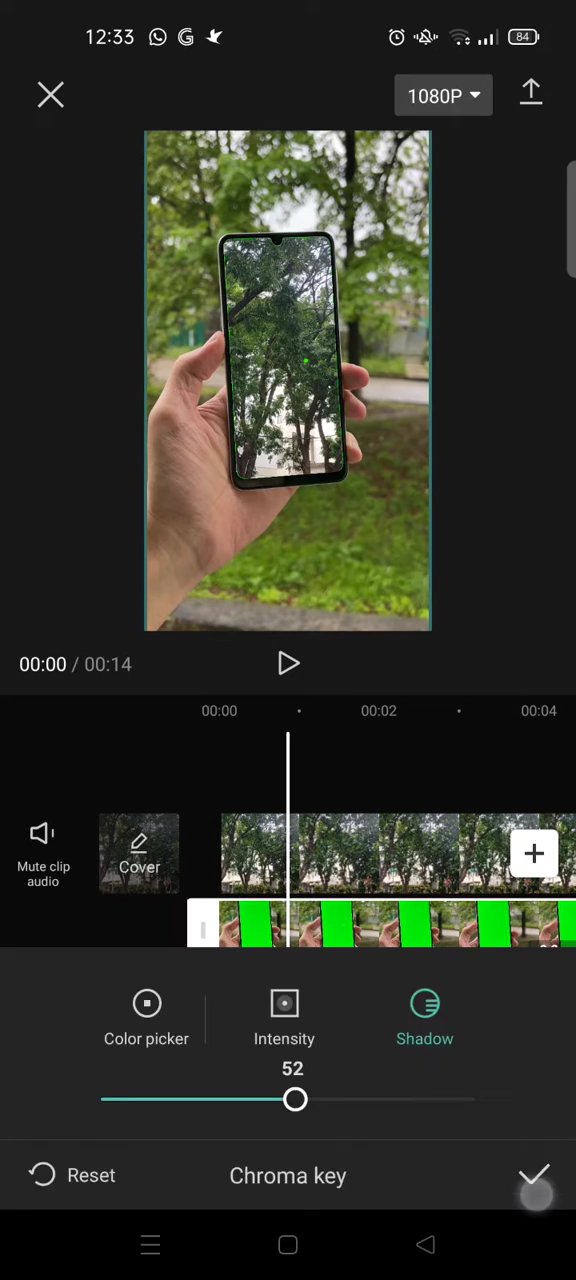 12:33 84
1080P
00:00 / 00:14
00:00 00:02 00:04
Mute clip
audio
Cover
Color picker Intensity Shadow
52
Reset Chroma key